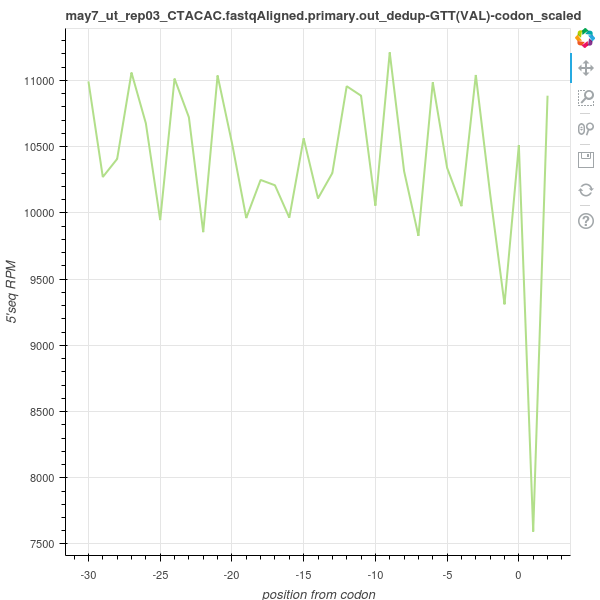 may7_ut_rep03_CTACAC.fastqAligned.primary.out_dedup-GTT(VAL)-codon_scaled
11000
10500
10000
9500
9000
8500
8000
7500
5'seq RPM
-30 -25 -20 -15 -10 -5 0
position from codon